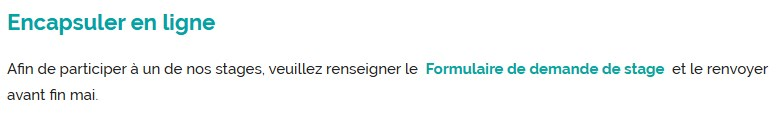 Encapsuler en ligne
Afin de participer à un de nos stages, veuillez renseigner le Formulaire de demande de stage et le renvoyer
avant fin mai.